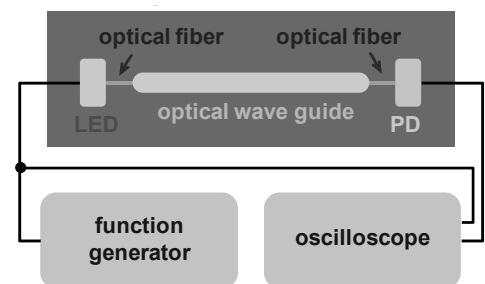 optical fiber optical fiber
optical wave guide
LED PD
function
generator
oscilloscope